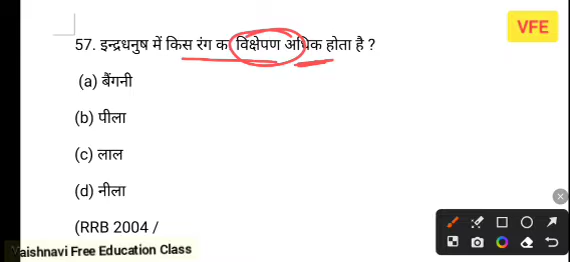 VFE
57. इन्द्रधनुष में किस रंग का विक्षेपण अधिक होता है ?
(a) बैंगनी
(b) पीला
(c) लाल
(d) नीला
(RRB 2004 /
Vaishnavi Free Education Class